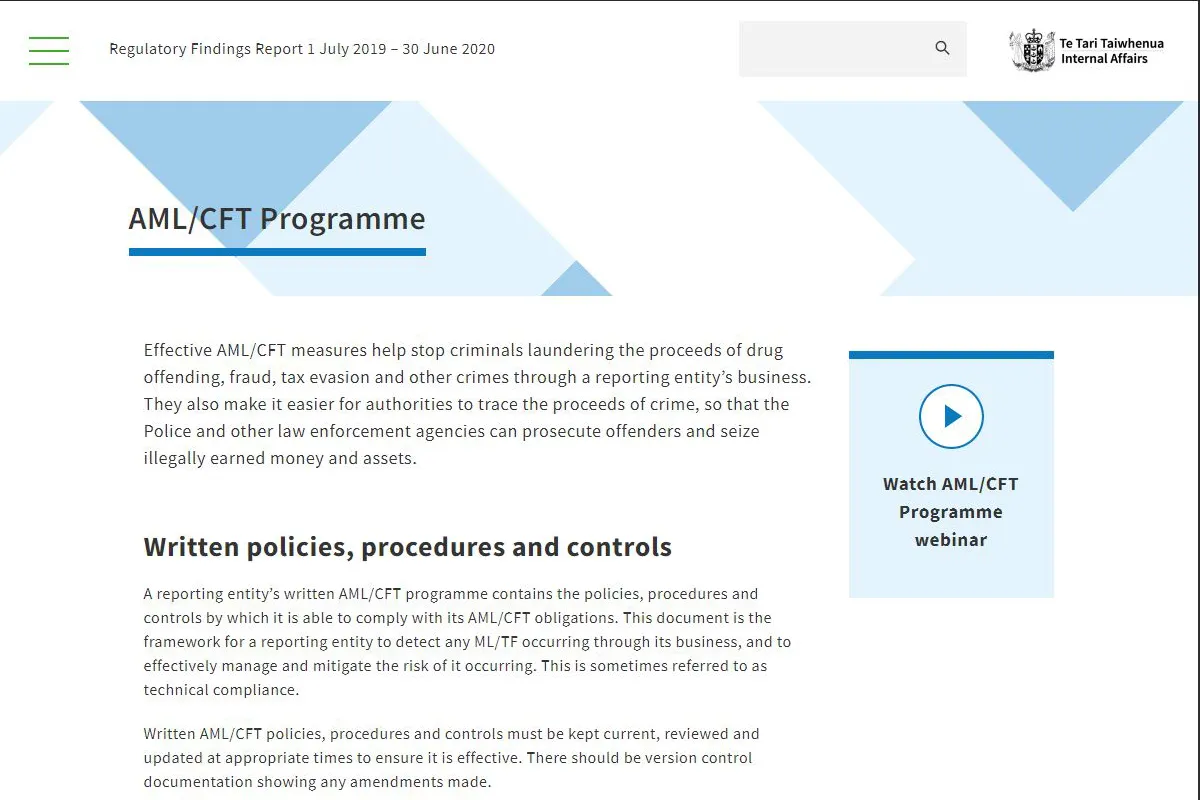 Regulatory Findings Report 1 July 2019 – 30 June 2020
Te Tari Taiwhenua
Internal Affairs
AML/CFT Programme
Effective AML/CFT measures help stop criminals laundering the proceeds of drug
offending, fraud, tax evasion and other crimes through a reporting entity’s business.
They also make it easier for authorities to trace the proceeds of crime, so that the
Police and other law enforcement agencies can prosecute offenders and seize
illegally earned money and assets.
Watch AML/CFT
Programme
webinar
Written policies, procedures and controls
A reporting entity’s written AML/CFT programme contains the policies, procedures and
controls by which it is able to comply with its AML/CFT obligations. This document is the
framework for a reporting entity to detect any ML/TF occurring through its business, and to
effectively manage and mitigate the risk of it occurring. This is sometimes referred to as
technical compliance.
Written AML/CFT policies, procedures and controls must be kept current, reviewed and
updated at appropriate times to ensure it is effective. There should be version control
documentation showing any amendments made.